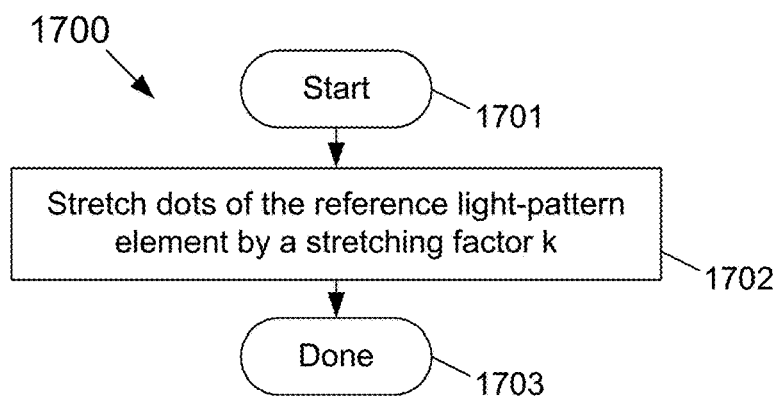 1700
Start
1701
Stretch dots of the reference light-pattern
element by a stretching factor k
1702
Done
1703